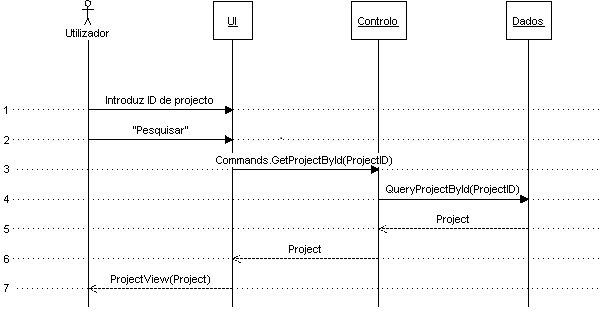 Utilizador
UI
Controlo
Dados
1
Introduz ID de projecto
2
"Pesquisar"
3
Commands.GetProjectById(ProjectID)
4
QueryProjectById(ProjectID)
5
Project
6
Project
7
ProjectView(Project)